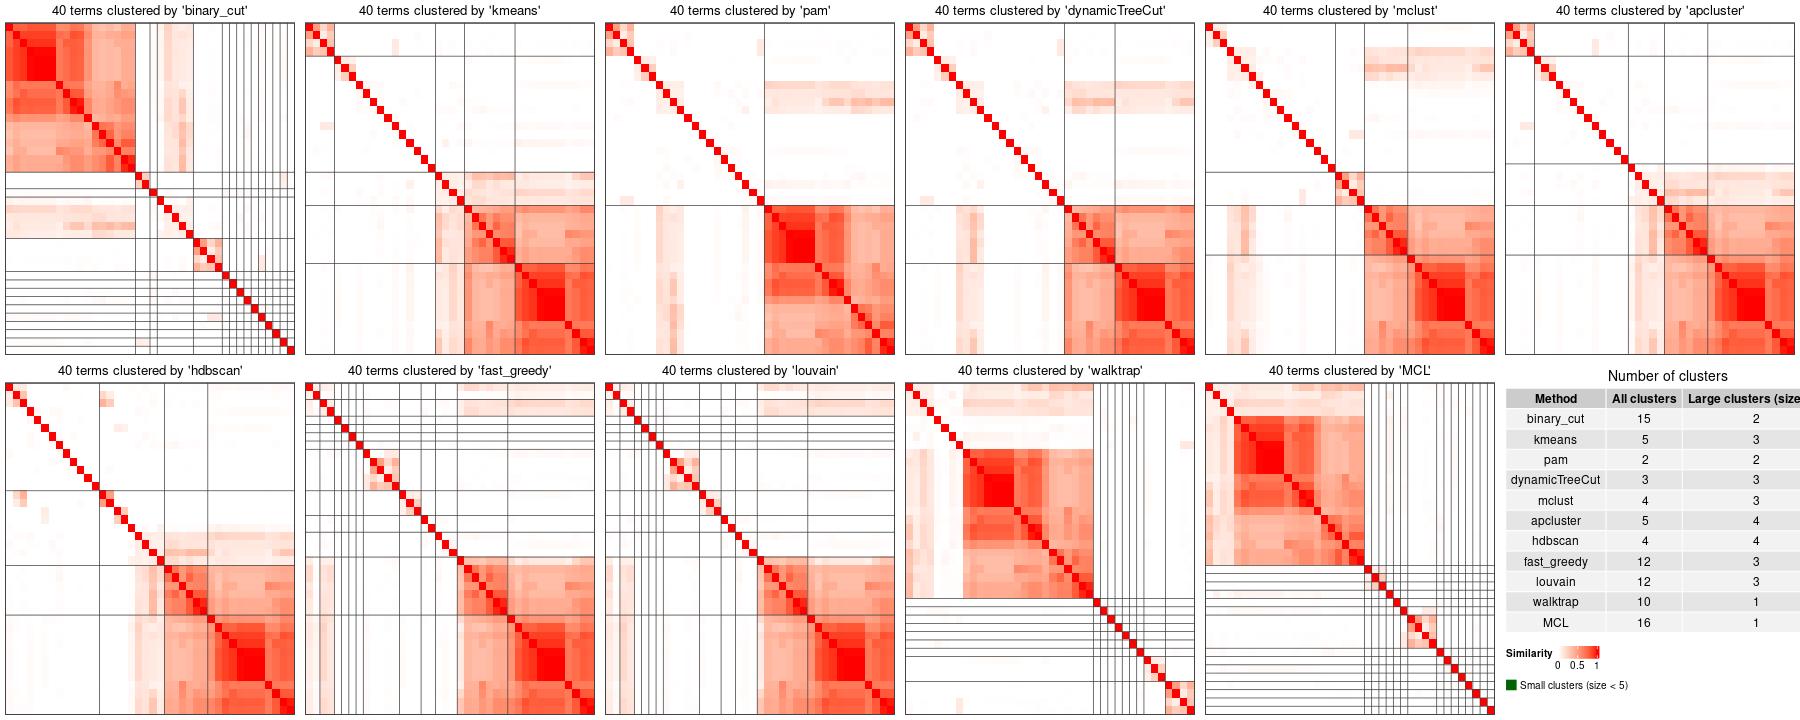 40 terms clustered by 'binary_cut'
40 terms clustered by 'kmeans'
40 terms clustered by 'pam'
40 terms clustered by 'dynamicTreeCut'
40 terms clustered by 'mclust'
40 terms clustered by 'apcluster'
40 terms clustered by 'hdbscan'
40 terms clustered by 'fast_greedy'
40 terms clustered by 'louvain'
40 terms clustered by 'walktrap'
40 terms clustered by 'MCL'
Number of clusters
Method All clusters Large clusters (size
binary_cut 15 2
kmeans 5 3
pam 2 2
dynamicTreeCut 3 3
mclust 4 3
apcluster 5 4
hdbscan 4 4
fast_greedy 12 3
louvain 12 3
walktrap 10 1
MCL 16 1
Similarity
0 0.5 1
Small clusters (size < 5)